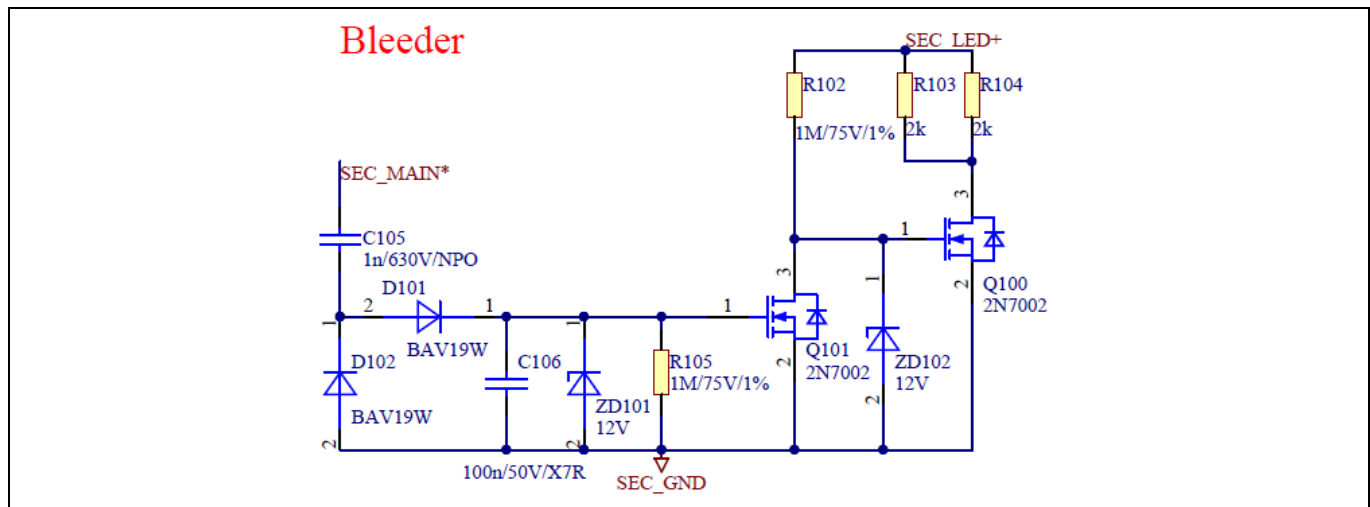 Bleeder
SEC_LED+
R102
R103
R104
1M/75V/1%
2k
2k
SEC_MAIN*
C105
1n/630V/NPO
D101
2
1
BAV19W
1
D102
BAV19W
2
C106
100n/50V/X7R
1
ZD101
12V
2
R105
1M/75V/1%
SEC_GND
1
3
2
Q101
2N7002
1
ZD102
12V
2
1
3
2
Q100
2N7002